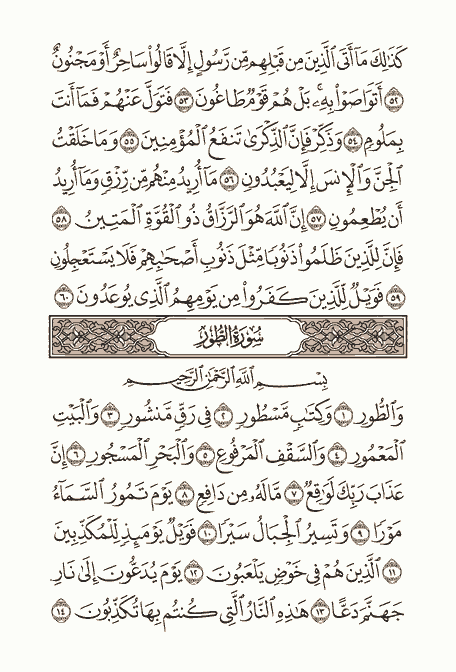 كَذَٰلِكَ مَآ أَتَى ٱلَّذِينَ مِن قَبْلِهِم مِّن رَّسُولٍ إِلَّا قَالُوا۟ سَاحِرٌ أَوْ مَجْنُونٌ
٥٢ أَتَوَاصَوْا۟ بِهِۦ ۚ بَلْ هُمْ قَوْمٌ طَاغُونَ ٥٣ فَتَوَلَّ عَنْهُمْ فَمَآ أَنتَ
بِمَلُومٍ ٥٤ وَذَكِّرْ فَإِنَّ ٱلذِّكْرَىٰ تَنفَعُ ٱلْمُؤْمِنِينَ ٥٥ وَمَا خَلَقْتُ
ٱلْجِنَّ وَٱلْإِنسَ إِلَّا لِيَعْبُدُونِ ٥٦ مَآ أُرِيدُ مِنْهُم مِّن رِّزْقٍ وَمَآ أُرِيدُ
أَن يُطْعِمُونِ ٥٧ إِنَّ ٱللَّهَ هُوَ ٱلرَّزَّاقُ ذُو ٱلْقُوَّةِ ٱلْمَتِينُ ٥٨
فَإِنَّ لِلَّذِينَ ظَلَمُوا۟ ذَنُوبًا مِّثْلَ ذَنُوبِ أَصْحَٰبِهِمْ فَلَا يَسْتَعْجِلُونِ
٥٩ فَوَيْلٌ لِّلَّذِينَ كَفَرُوا۟ مِن يَوْمِهِمُ ٱلَّذِى يُوعَدُونَ ٦٠
سُورَةُ الطُّورِ
بِسْمِ ٱللَّهِ ٱلرَّحْمَٰنِ ٱلرَّحِيمِ
وَٱلطُّورِ ١ وَكِتَٰبٍ مَّسْطُورٍ ٢ فِى رَقٍّ مَّنشُورٍ ٣ وَٱلْبَيْتِ
ٱلْمَعْمُورِ ٤ وَٱلسَّقْفِ ٱلْمَرْفُوعِ ٥ وَٱلْبَحْرِ ٱلْمَسْجُورِ ٦ إِنَّ
عَذَابَ رَبِّكَ لَوَٰقِعٌ ٧ مَّا لَهُۥ مِن دَافِعٍ ٨ يَوْمَ تَمُورُ ٱلسَّمَآءُ
مَوْرًا ٩ وَتَسِيرُ ٱلْجِبَالُ سَيْرًا ١٠ فَوَيْلٌ يَوْمَئِذٍ لِّلْمُكَذِّبِينَ
١١ ٱلَّذِينَ هُمْ فِى خَوْضٍ يَلْعَبُونَ ١٢ يَوْمَ يُدَعُّونَ إِلَىٰ نَارِ
جَهَنَّمَ دَعًّا ١٣ هَٰذِهِ ٱلنَّارُ ٱلَّتِى كُنتُم بِهَا تُكَذِّبُونَ ١٤